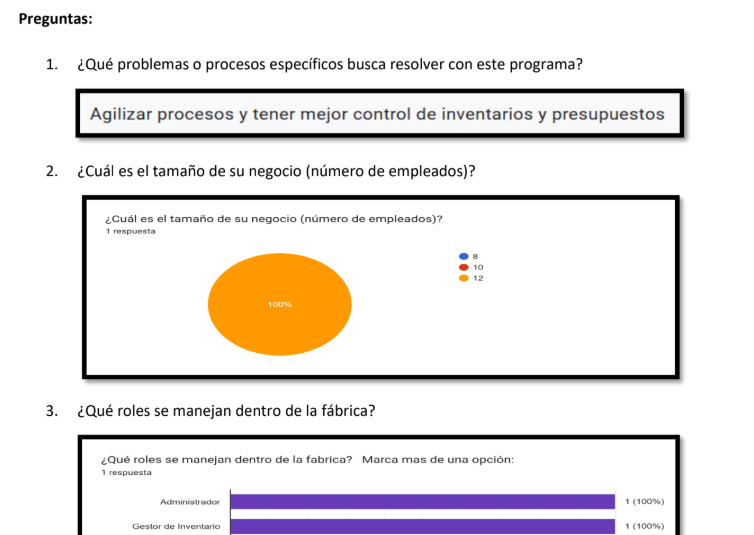 Preguntas:
1. ¿Qué problemas o procesos específicos busca resolver con este programa?
Agilizar procesos y tener mejor control de inventarios y presupuestos
2. ¿Cuál es el tamaño de su negocio (número de empleados)?
¿Cuál es el tamaño de su negocio (número de empleados)?
1 respuesta
8
10
12
100%
3. ¿Qué roles se manejan dentro de la fábrica?
¿Qué roles se manejan dentro de la fabrica? Marca mas de una opción:
1 respuesta
Administrador 1 (100%)
Gestor de Inventario 1 (100%)